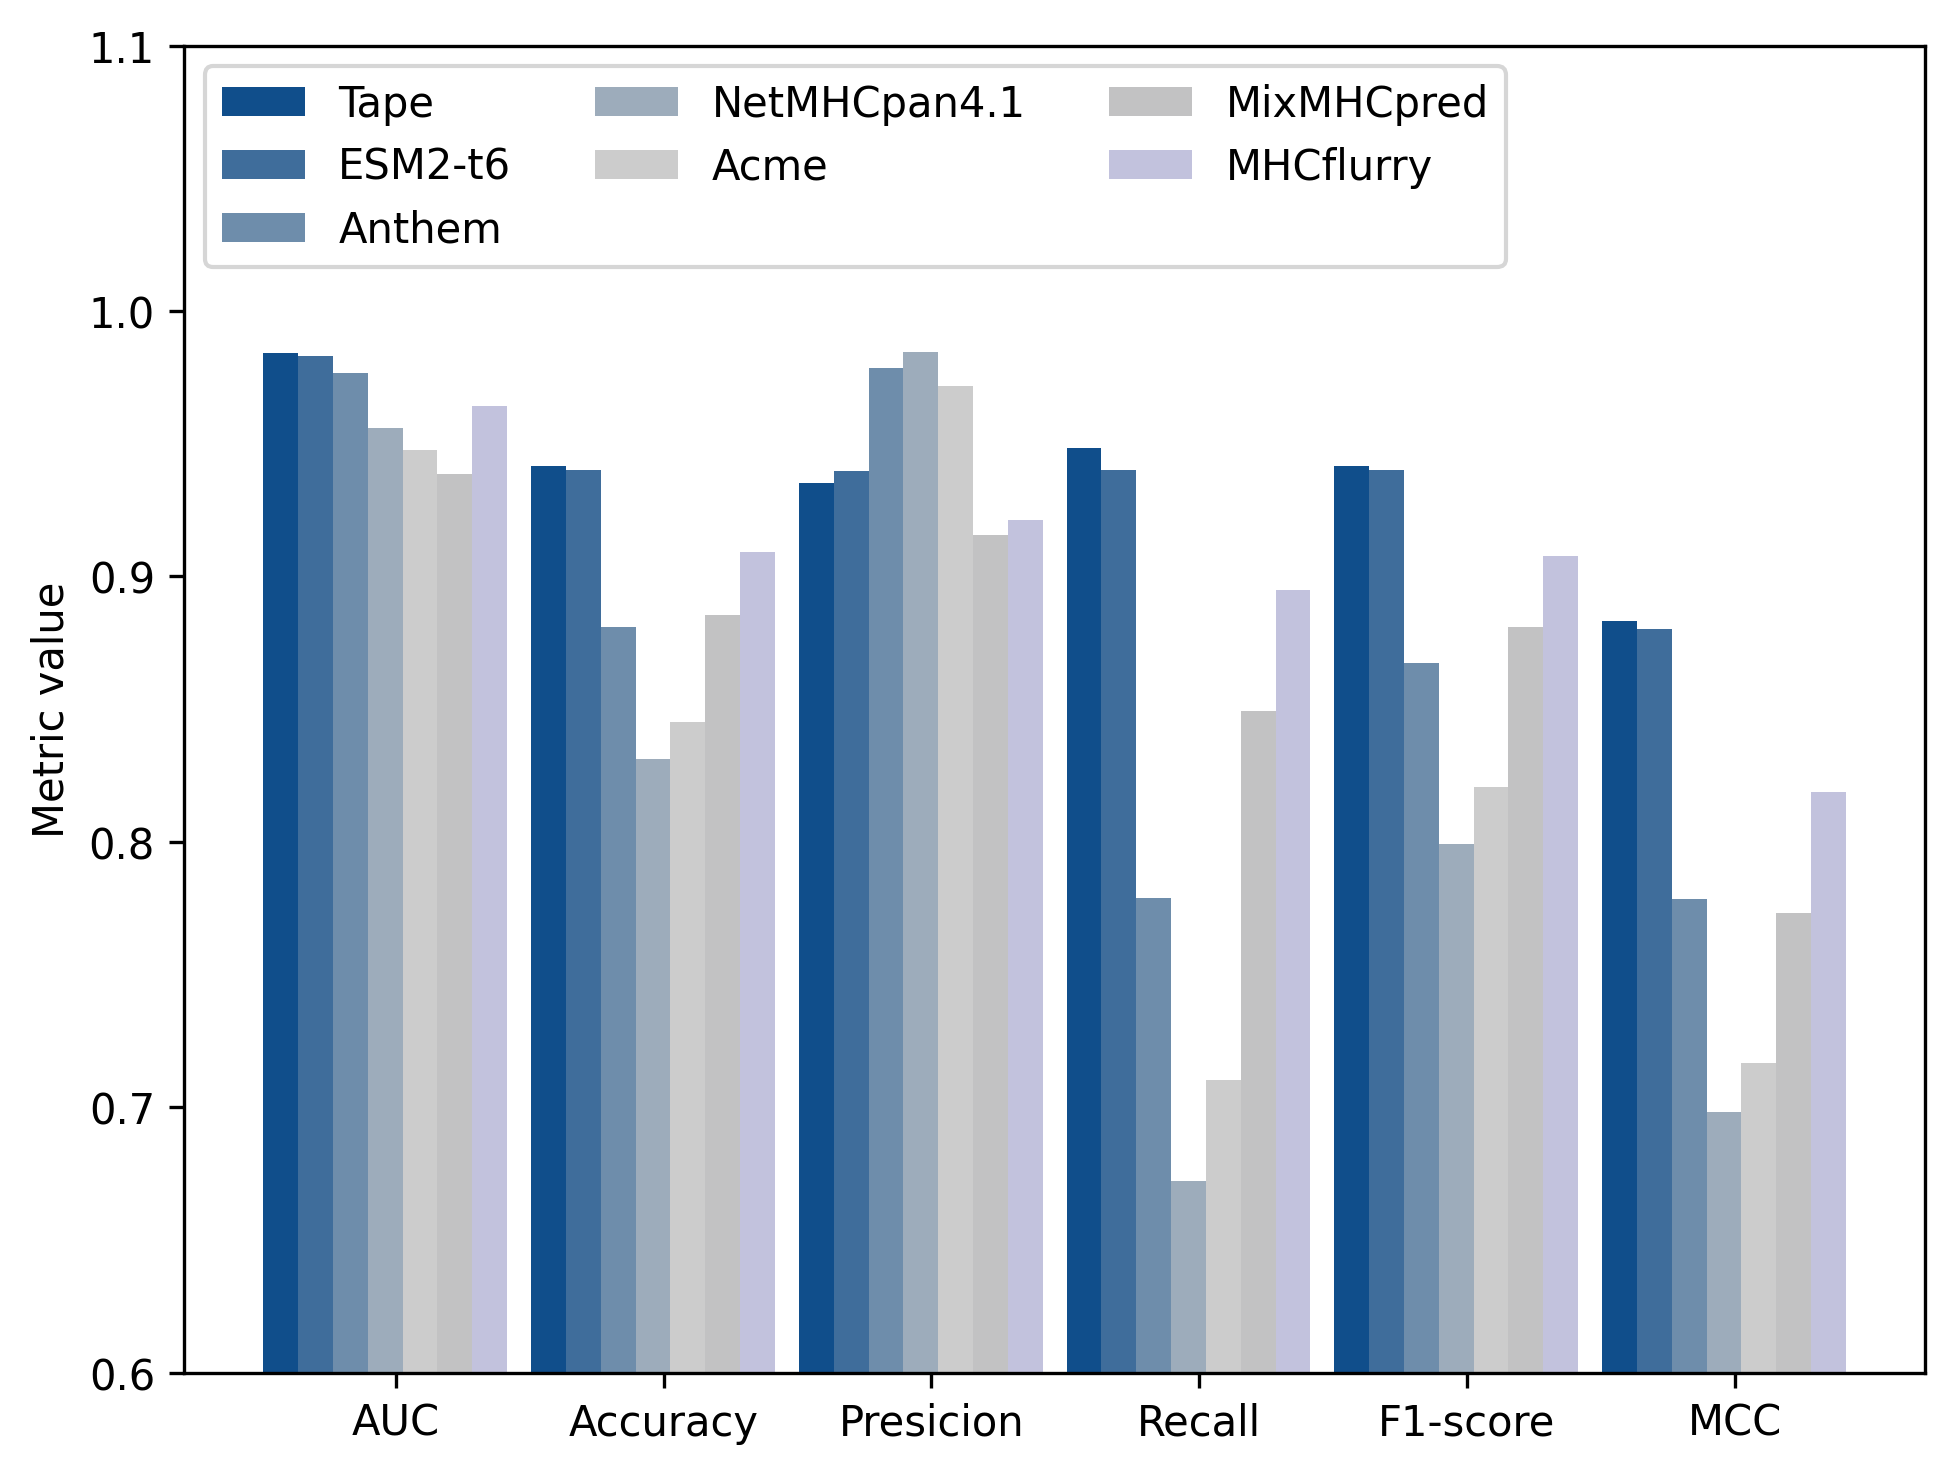 1.1
Tape
NetMHCpan4.1
MixMHCpred
ESM2-t6
Acme
MHCflurry
Anthem
1.0
0.9
0.8
0.7
0.6
Metric value
AUC
Accuracy
Presicion
Recall
F1-score
MCC